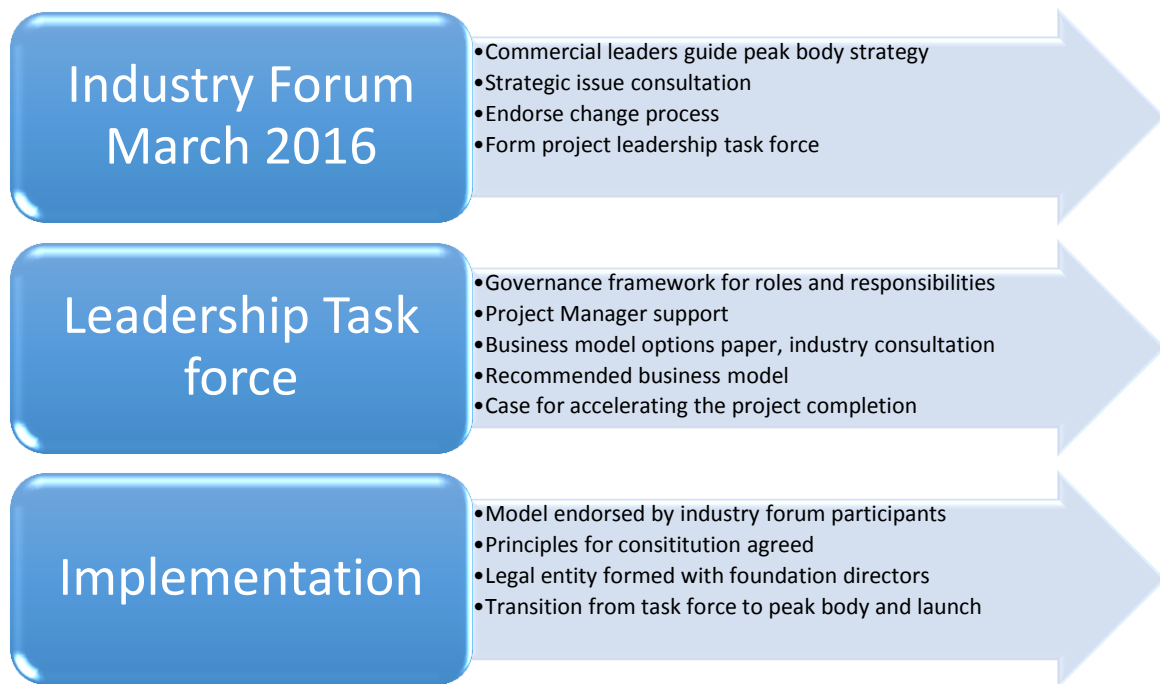 Industry Forum
March 2016
•Commercial leaders guide peak body strategy
•Strategic issue consultation
•Endorse change process
•Form project leadership task force
Leadership Task
force
•Governance framework for roles and responsibilities
•Project Manager support
•Business model options paper, industry consultation
•Recommended business model
•Case for accelerating the project completion
Implementation
•Model endorsed by industry forum participants
•Principles for consititution agreed
•Legal entity formed with foundation directors
•Transition from task force to peak body and launch